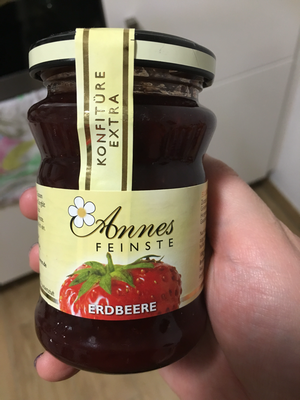 KONFITÜRE
EXTRA
Annes
FEINSTE
ERDBEERE